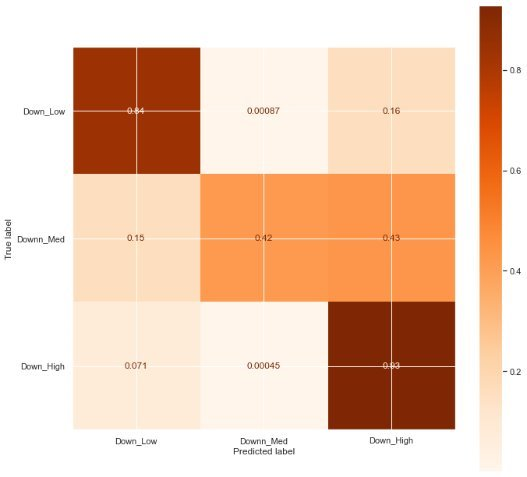 0.8
Down_Low
0.84
0.00087
0.16
0.6
True label
Downn_Med
0.15
0.42
0.43
0.4
Down_High
0.071
0.00045
0.93
0.2
Down_Low
Downn_Med
Down_High
Predicted label